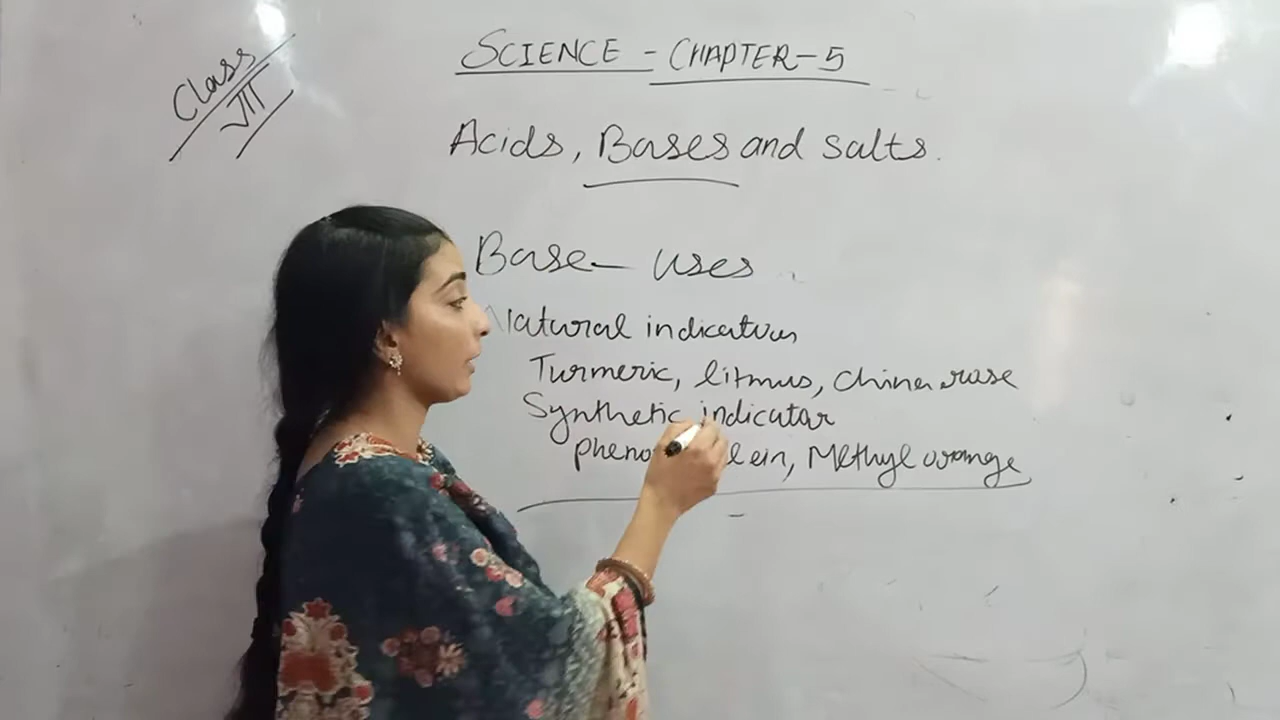 Class
VII
SCIENCE - CHAPTER-5
Acids, Bases and salts.
Base - uses
Natural indicators
Turmeric, litmus, China rose
Synthetic indicator
Methyl orange